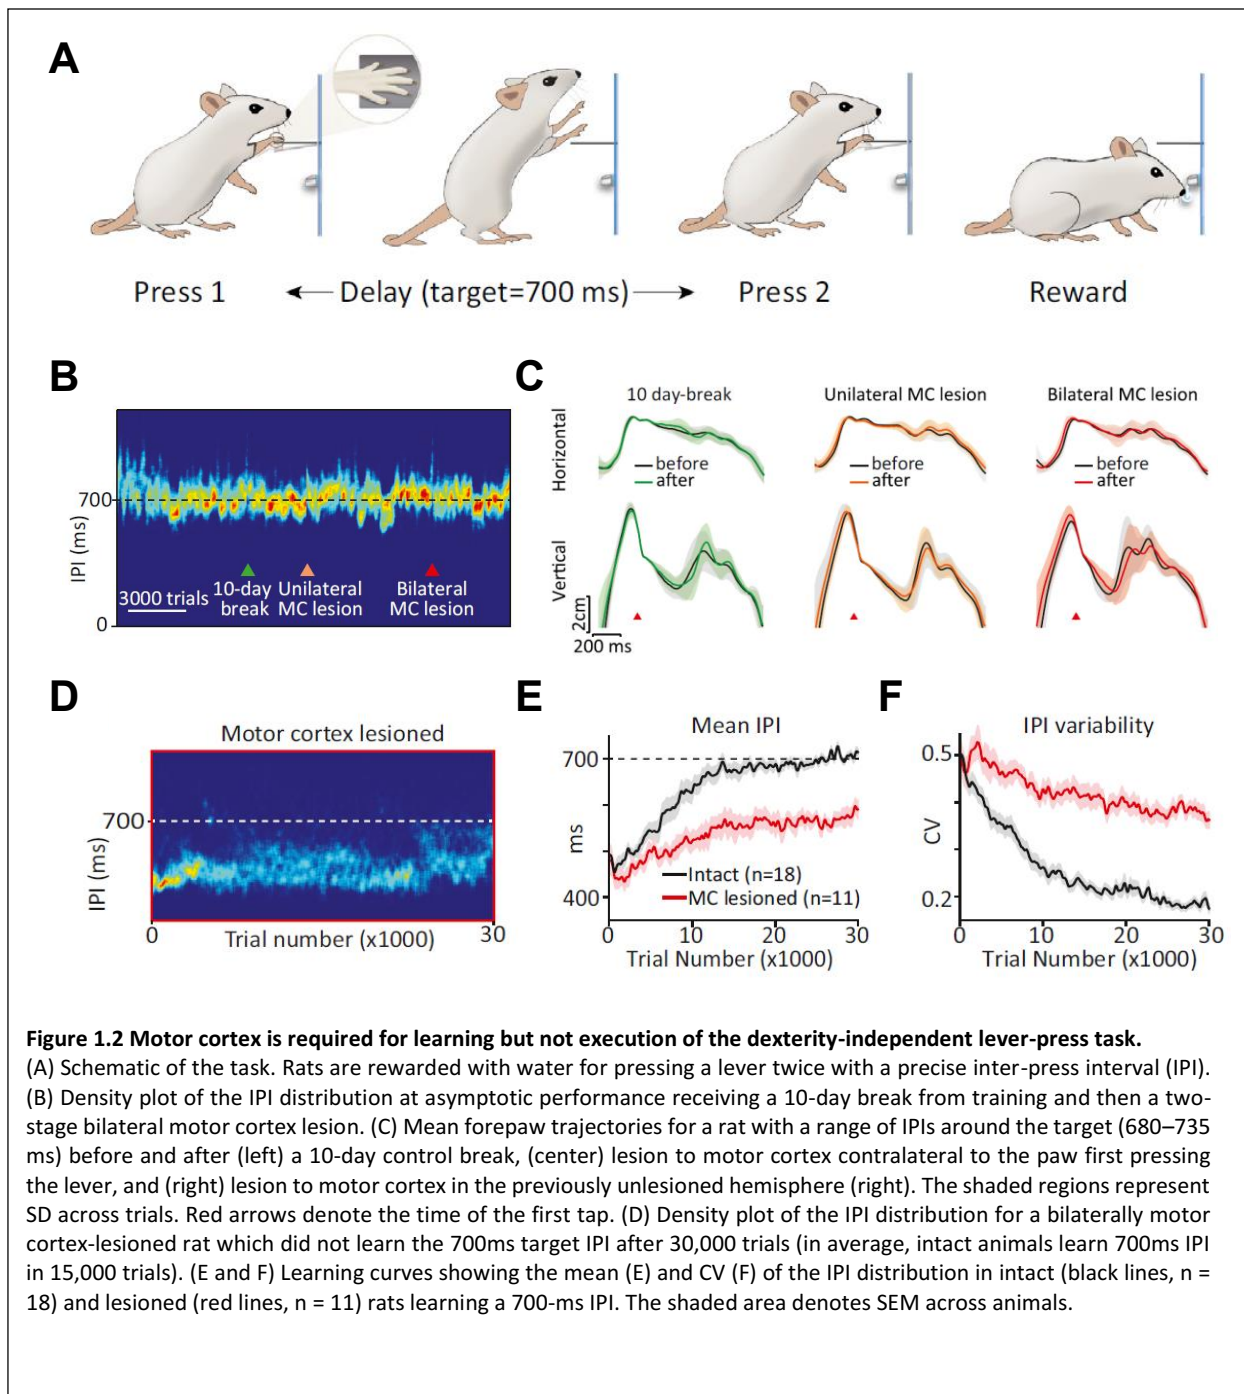 A
Press 1
Delay (target=700 ms)
Press 2
Reward
B
700
IPI (ms)
0
3000 trials
10-day
break
Unilateral
MC lesion
Bilateral
MC lesion
C
10 day-break
Unilateral MC lesion
Bilateral MC lesion
Horizontal
before
after
before
after
before
after
Vertical
2cm
200 ms
D
Motor cortex lesioned
700
IPI (ms)
0
30
Trial number (x1000)
E
Mean IPI
700
ms
400
Intact (n=18)
MC lesioned (n=11)
0
10
20
30
Trial Number (x1000)
F
IPI variability
0.5
CV
0.2
0
10
20
30
Trial Number (x1000)
Figure 1.2 Motor cortex is required for learning but not execution of the dexterity-independent lever-press task.
(A) Schematic of the task. Rats are rewarded with water for pressing a lever twice with a precise inter-press interval (IPI).
(B) Density plot of the IPI distribution at asymptotic performance receiving a 10-day break from training and then a two-
stage bilateral motor cortex lesion. (C) Mean forepaw trajectories for a rat with a range of IPIs around the target (680–735
ms) before and after (left) a 10-day control break, (center) lesion to motor cortex contralateral to the paw first pressing
the lever, and (right) lesion to motor cortex in the previously unlesioned hemisphere (right). The shaded regions represent
SD across trials. Red arrows denote the time of the first tap. (D) Density plot of the IPI distribution for a bilaterally motor
cortex-lesioned rat which did not learn the 700ms target IPI after 30,000 trials (in average, intact animals learn 700ms IPI
in 15,000 trials). (E and F) Learning curves showing the mean (E) and CV (F) of the IPI distribution in intact (black lines, n =
18) and lesioned (red lines, n = 11) rats learning a 700-ms IPI. The shaded area denotes SEM across animals.